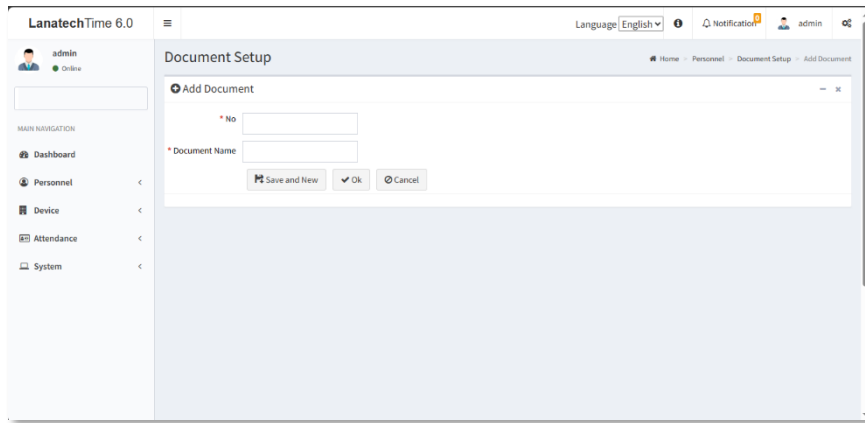 LanatechTime 6.0
Language English
0
Notification
admin
admin
Online
Document Setup
Home > Personnel > Document Setup > Add Document
Add Document
MAIN NAVIGATION
* No
Dashboard
* Document Name
Personnel
Save and New
Ok
Cancel
Device
Attendance
System